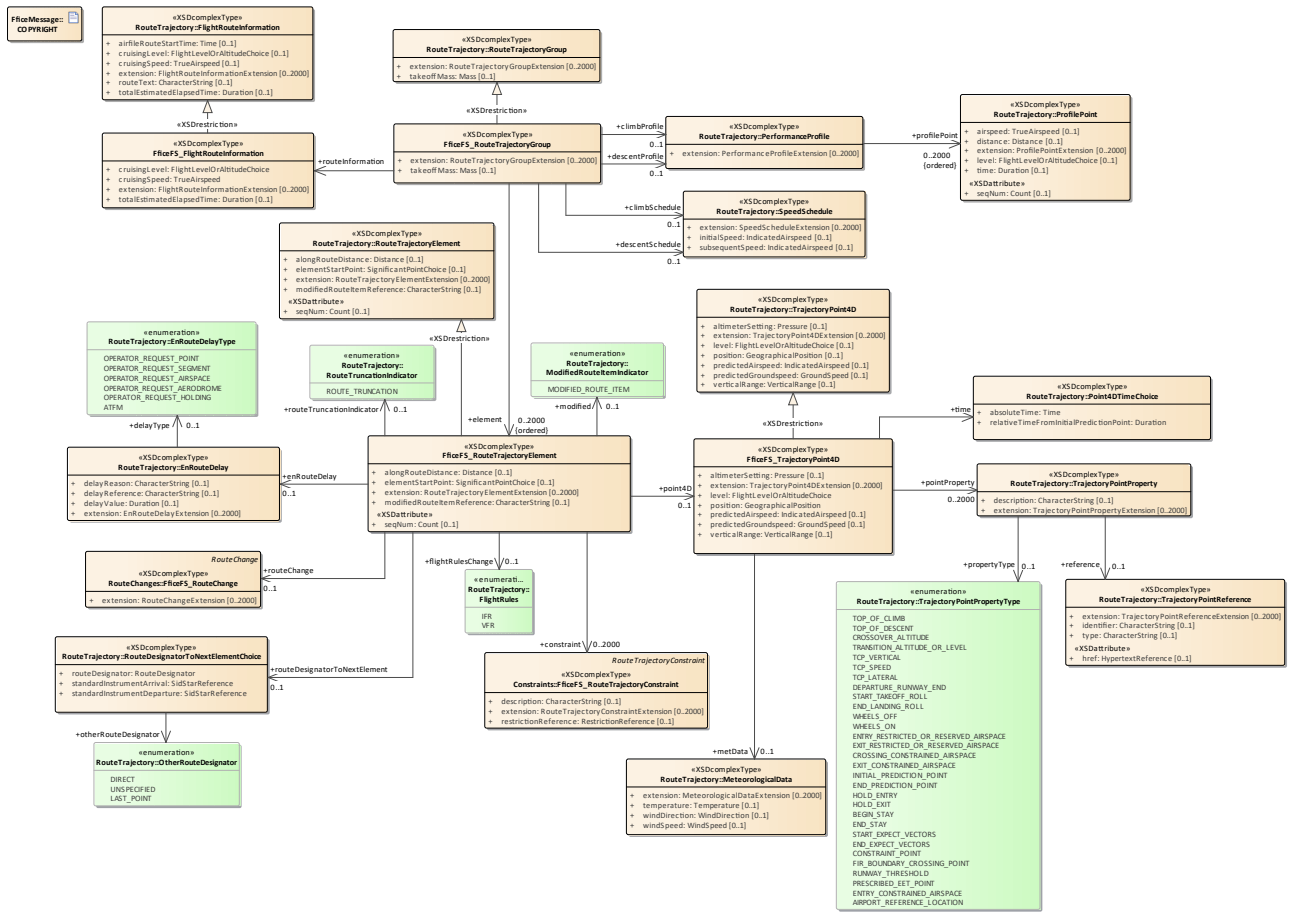 FficeMessage::
COPYRIGHT
«XSDcomplexType»
RouteTrajectory::FlightRouteInformation
+ airfileRouteStartTime: Time [0..1]
+ cruisingLevel: FlightLevelOrAltitudeChoice [0..1]
+ cruisingSpeed: TrueAirspeed [0..1]
+ extension: FlightRouteInformationExtension [0..2000]
+ routeText: CharacterString [0..1]
+ totalEstimatedElapsedTime: Duration [0..1]
«XSDrestriction»
«XSDcomplexType»
FficeFS_FlightRouteInformation
+ cruisingLevel: FlightLevelOrAltitudeChoice
+ cruisingSpeed: TrueAirspeed
+ extension: FlightRouteInformationExtension [0..2000]
+ totalEstimatedElapsedTime: Duration [0..1]
+routeInformation
«XSDcomplexType»
RouteTrajectory::RouteTrajectoryGroup
+ extension: RouteTrajectoryGroupExtension [0..2000]
+ takeoffMass: Mass [0..1]
«XSDrestriction»
«XSDcomplexType»
FficeFS_RouteTrajectoryGroup
+ extension: RouteTrajectoryGroupExtension [0..2000]
+ takeoffMass: Mass [0..1]
+climbProfile
0..1
+descentProfile
0..1
«XSDcomplexType»
RouteTrajectory::PerformanceProfile
+ extension: PerformanceProfileExtension [0..2000]
+profilePoint
0..2000
{ordered}
«XSDcomplexType»
RouteTrajectory::ProfilePoint
+ airspeed: TrueAirspeed [0..1]
+ distance: Distance [0..1]
+ extension: ProfilePointExtension [0..2000]
+ level: FlightLevelOrAltitudeChoice [0..1]
+ time: Duration [0..1]
«XSDattribute»
+ seqNum: Count [0..1]
+climbSchedule
0..1
+descentSchedule
0..1
«XSDcomplexType»
RouteTrajectory::SpeedSchedule
+ extension: SpeedScheduleExtension [0..2000]
+ initialSpeed: IndicatedAirspeed [0..1]
+ subsequentSpeed: IndicatedAirspeed [0..1]
«XSDcomplexType»
RouteTrajectory::RouteTrajectoryElement
+ alongRouteDistance: Distance [0..1]
+ elementStartPoint: SignificantPointChoice [0..1]
+ extension: RouteTrajectoryElementExtension [0..2000]
+ modifiedRouteItemReference: CharacterString [0..1]
«XSDattribute»
+ seqNum: Count [0..1]
«XSDrestriction»
«enumeration»
RouteTrajectory::EnRouteDelayType
OPERATOR_REQUEST_POINT
OPERATOR_REQUEST_SEGMENT
OPERATOR_REQUEST_AIRSPACE
OPERATOR_REQUEST_AERODROME
OPERATOR_REQUEST_HOLDING
ATFM
+delayType
0..1
«enumeration»
RouteTrajectory::
RouteTruncationIndicator
ROUTE_TRUNCATION
+routeTruncationIndicator
0..1
«enumeration»
RouteTrajectory::
ModifiedRouteItemIndicator
MODIFIED_ROUTE_ITEM
+modified
0..1
+element
0..2000
{ordered}
«XSDcomplexType»
RouteTrajectory::TrajectoryPoint4D
+ altimeterSetting: Pressure [0..1]
+ extension: TrajectoryPoint4DExtension [0..2000]
+ level: FlightLevelOrAltitudeChoice [0..1]
+ position: GeographicalPosition [0..1]
+ predictedAirspeed: IndicatedAirspeed [0..1]
+ predictedGroundspeed: GroundSpeed [0..1]
+ verticalRange: VerticalRange [0..1]
«XSDrestriction»
«XSDcomplexType»
RouteTrajectory::Point4DTimeChoice
+ absoluteTime: Time
+ relativeTimeFromInitialPredictionPoint: Duration
+time
«XSDcomplexType»
RouteTrajectory::EnRouteDelay
+ delayReason: CharacterString [0..1]
+ delayReference: CharacterString [0..1]
+ delayValue: Duration [0..1]
+ extension: EnRouteDelayExtension [0..2000]
+enRouteDelay
0..1
«XSDcomplexType»
FficeFS_RouteTrajectoryElement
+ alongRouteDistance: Distance [0..1]
+ elementStartPoint: SignificantPointChoice [0..1]
+ extension: RouteTrajectoryElementExtension [0..2000]
+ modifiedRouteItemReference: CharacterString [0..1]
«XSDattribute»
+ seqNum: Count [0..1]
+point4D
0..1
«XSDcomplexType»
FficeFS_TrajectoryPoint4D
+ altimeterSetting: Pressure [0..1]
+ extension: TrajectoryPoint4DExtension [0..2000]
+ level: FlightLevelOrAltitudeChoice
+ position: GeographicalPosition
+ predictedAirspeed: IndicatedAirspeed [0..1]
+ predictedGroundspeed: GroundSpeed [0..1]
+ verticalRange: VerticalRange [0..1]
+pointProperty
0..2000
«XSDcomplexType»
RouteTrajectory::TrajectoryPointProperty
+ description: CharacterString [0..1]
+ extension: TrajectoryPointPropertyExtension [0..2000]
+propertyType
0..1
+reference
0..1
RouteChange
«XSDcomplexType»
RouteChanges::FficeFS_RouteChange
+ extension: RouteChangeExtension [0..2000]
+routeChange
0..1
+flightRulesChange
0..1
«enumerati...
RouteTrajectory::
FlightRules
IFR
VFR
«enumeration»
RouteTrajectory::TrajectoryPointPropertyType
TOP_OF_CLIMB
TOP_OF_DESCENT
CROSSOVER_ALTITUDE
TRANSITION_ALTITUDE_OR_LEVEL
TCP_VERTICAL
TCP_SPEED
TCP_LATERAL
DEPARTURE_RUNWAY_END
START_TAKEOFF_ROLL
END_LANDING_ROLL
WHEELS_OFF
WHEELS_ON
ENTRY_RESTRICTED_OR_RESERVED_AIRSPACE
EXIT_RESTRICTED_OR_RESERVED_AIRSPACE
CROSSING_CONSTRAINED_AIRSPACE
EXIT_CONSTRAINED_AIRSPACE
INITIAL_PREDICTION_POINT
END_PREDICTION_POINT
HOLD_ENTRY
HOLD_EXIT
BEGIN_STAY
END_STAY
START_EXPECT_VECTORS
END_EXPECT_VECTORS
CONSTRAINT_POINT
FIR_BOUNDARY_CROSSING_POINT
RUNWAY_THRESHOLD
PRESCRIBED_EET_POINT
ENTRY_CONSTRAINED_AIRSPACE
AIRPORT_REFERENCE_LOCATION
«XSDcomplexType»
RouteTrajectory::TrajectoryPointReference
+ extension: TrajectoryPointReferenceExtension [0..2000]
+ identifier: CharacterString [0..1]
+ type: CharacterString [0..1]
«XSDattribute»
+ href: HypertextReference [0..1]
«XSDcomplexType»
RouteTrajectory::RouteDesignatorToNextElementChoice
+ routeDesignator: RouteDesignator
+ standardInstrumentArrival: SidStarReference
+ standardInstrumentDeparture: SidStarReference
+routeDesignatorToNextElement
0..1
+constraint
0..2000
RouteTrajectoryConstraint
«XSDcomplexType»
Constraints::FficeFS_RouteTrajectoryConstraint
+ description: CharacterString [0..1]
+ extension: RouteTrajectoryConstraintExtension [0..2000]
+ restrictionReference: RestrictionReference [0..1]
+otherRouteDesignator
«enumeration»
RouteTrajectory::OtherRouteDesignator
DIRECT
UNSPECIFIED
LAST_POINT
+metData
0..1
«XSDcomplexType»
RouteTrajectory::MeteorologicalData
+ extension: MeteorologicalDataExtension [0..2000]
+ temperature: Temperature [0..1]
+ windDirection: WindDirection [0..1]
+ windSpeed: WindSpeed [0..1]